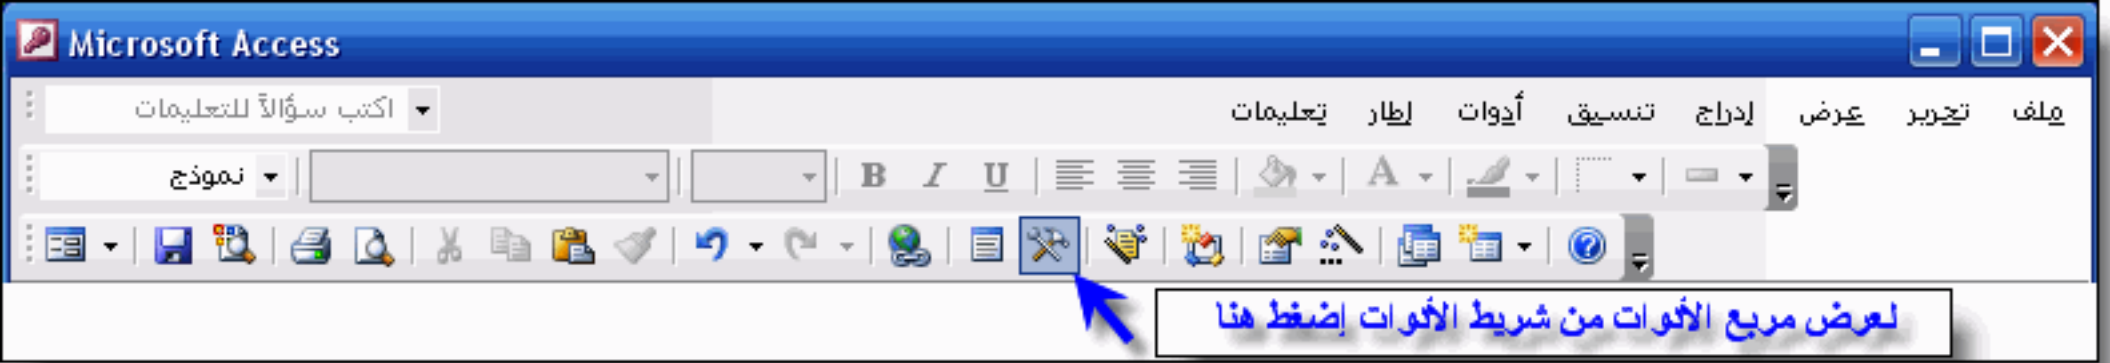 Microsoft Access
ملف تحرير عرض إدراج تنسيق أدوات إطار تعليمات اكتب سؤالاً للتعليمات
نموذج B I U A
لعرض مربع الأدوات من شريط الأدوات إضغط هنا